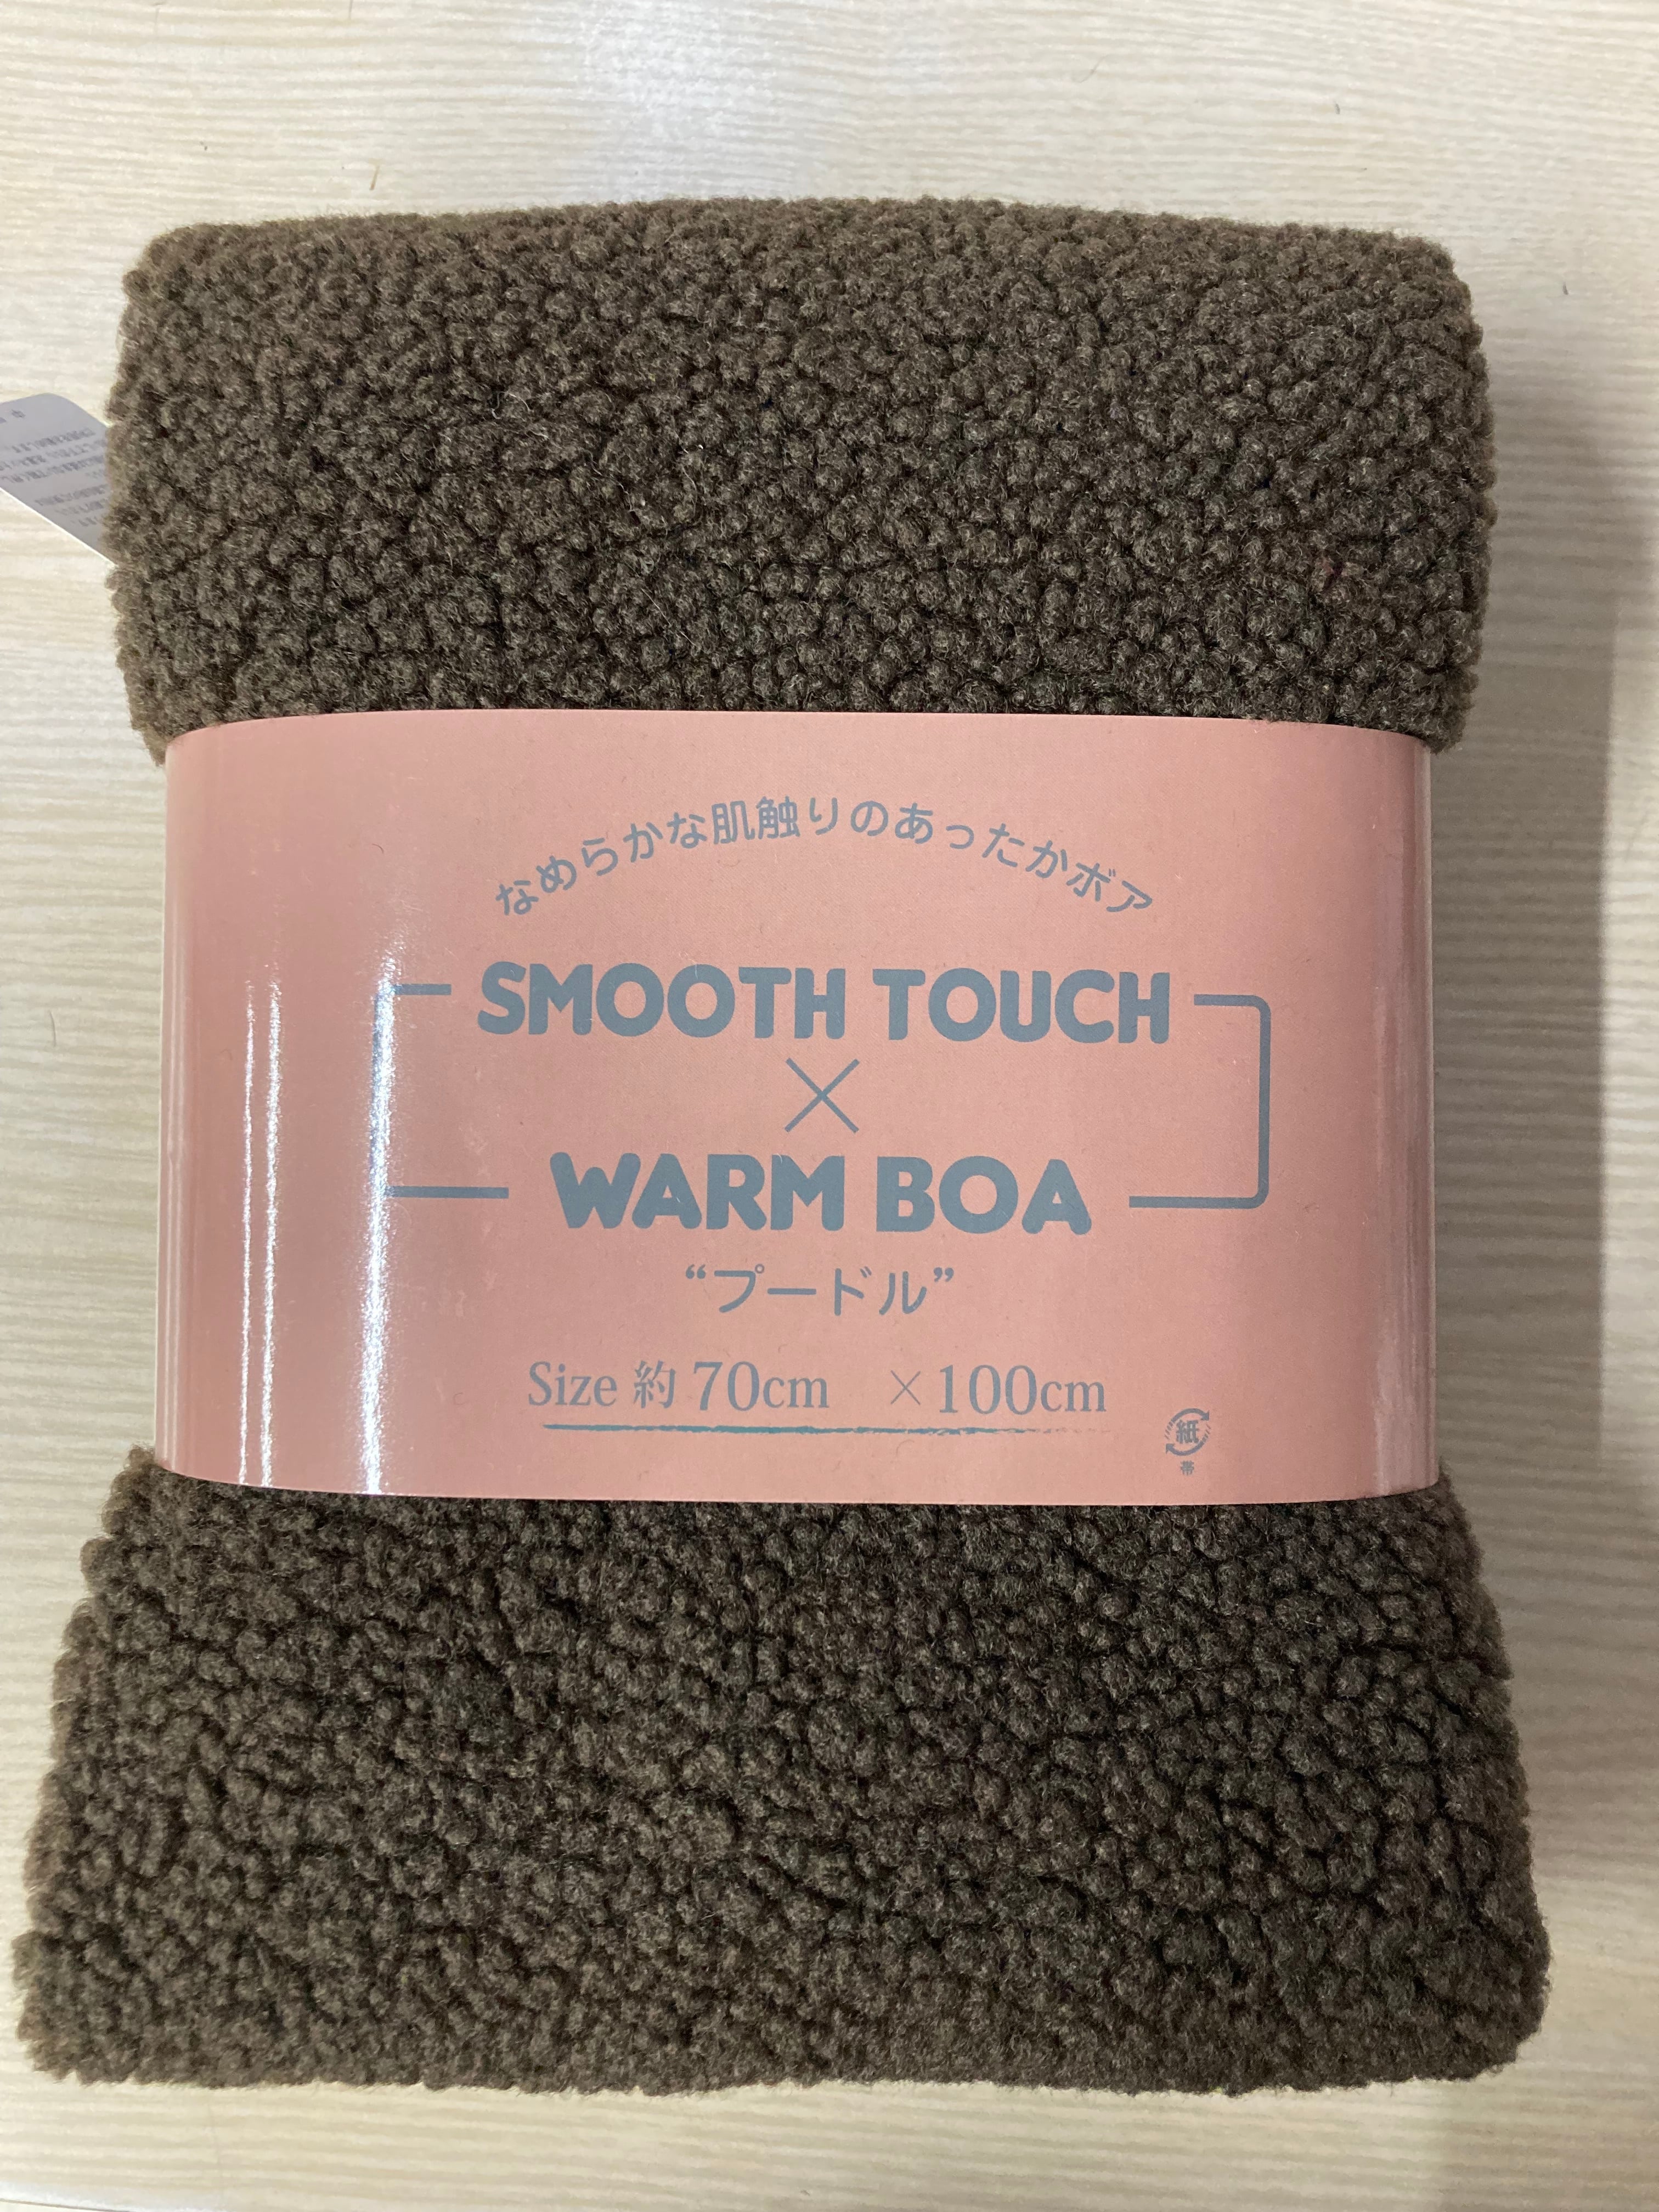 なめらかな肌触りのあったかボア
SMOOTH TOUCH
×
WARM BOA
“プードル”
Size 約 70cm ×100cm
紙
帯